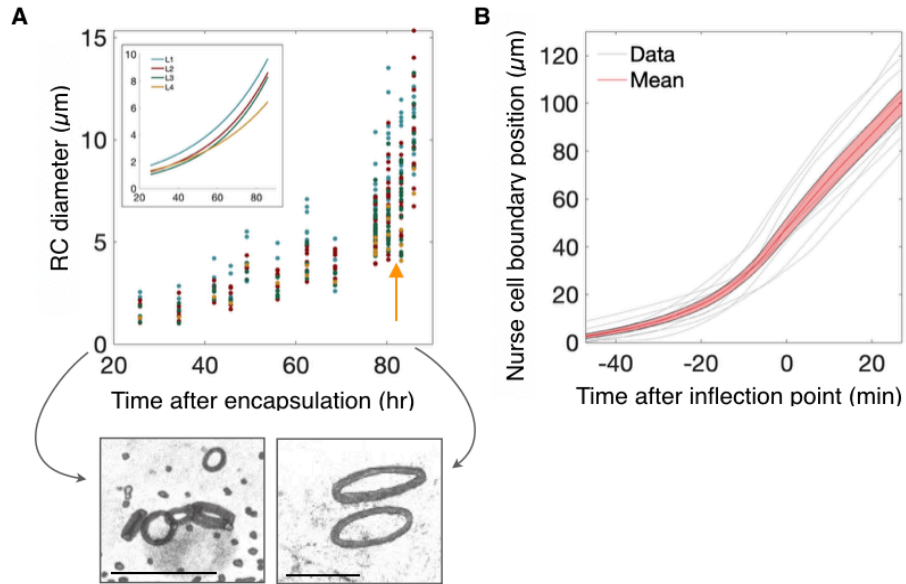 A
RC diameter (µm)
15
10
5
0
10
8
6
4
2
0
L1
L2
L3
L4
20 40 60 80
20 40 60 80
Time after encapsulation (hr)
B
Nurse cell boundary position (µm)
120
100
80
60
40
20
0
Data
Mean
-40 -20 0 20
Time after inflection point (min)